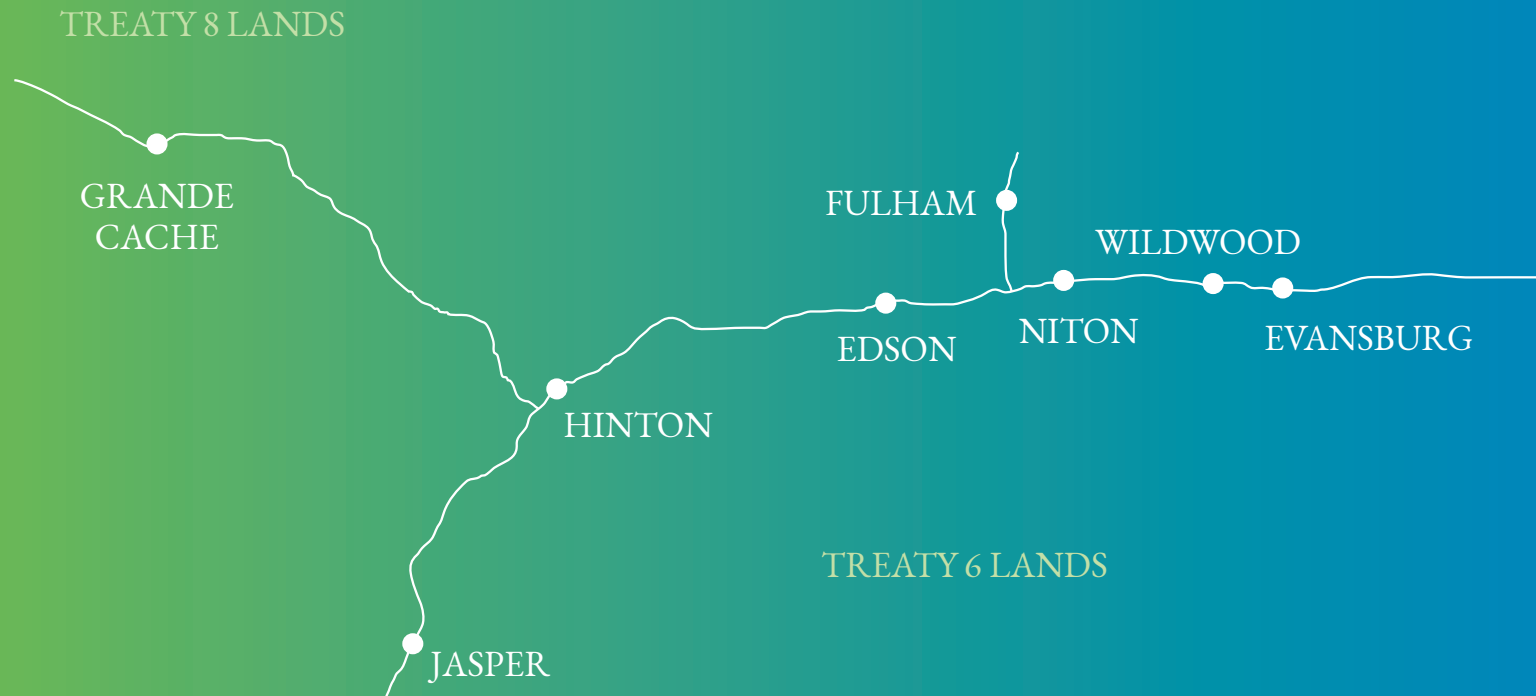 TREATY 8 LANDS
GRANDE
CACHE
FULHAM
WILDWOOD
EDSON
NITON
EVANSBURG
HINTON
TREATY 6 LANDS
JASPER